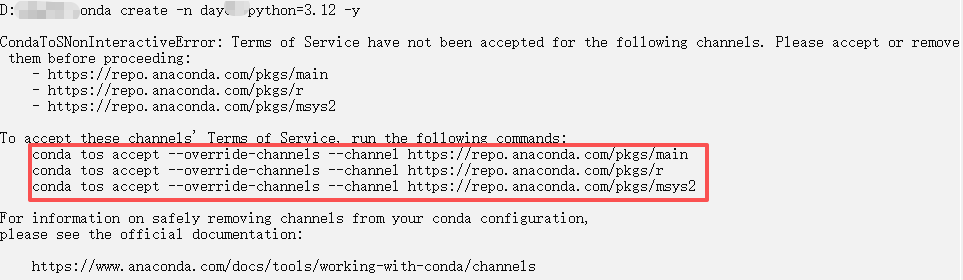 D:onda create -n day python=3.12 -y
CondaToSNonInteractiveError: Terms of Service have not been accepted for the following channels. Please accept or remove
them before proceeding:
- https://repo.anaconda.com/pkgs/main
- https://repo.anaconda.com/pkgs/r
- https://repo.anaconda.com/pkgs/msys2
To accept these channels' Terms of Service, run the following commands:
conda tos accept --override-channels --channel https://repo.anaconda.com/pkgs/main
conda tos accept --override-channels --channel https://repo.anaconda.com/pkgs/r
conda tos accept --override-channels --channel https://repo.anaconda.com/pkgs/msys2
For information on safely removing channels from your conda configuration,
please see the official documentation:
https://www.anaconda.com/docs/tools/working-with-conda/channels